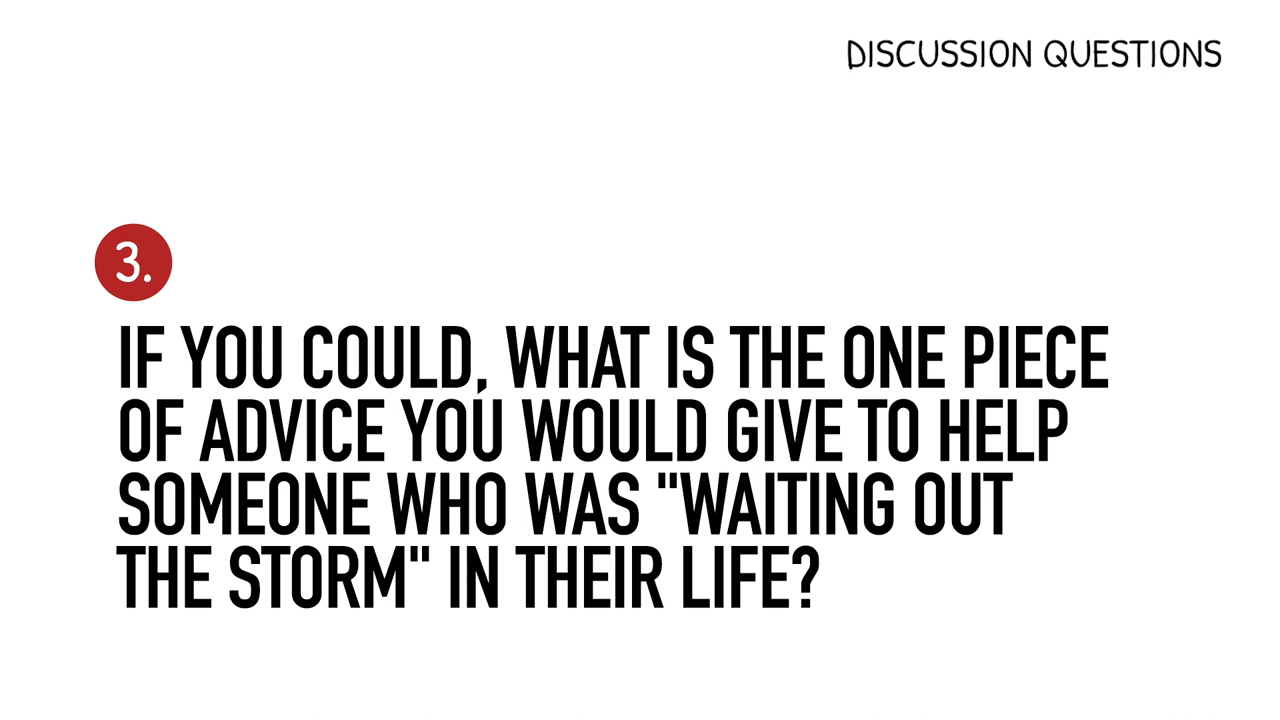 DISCUSSION QUESTIONS
3.
IF YOU COULD, WHAT IS THE ONE PIECE
OF ADVICE YOU WOULD GIVE TO HELP
SOMEONE WHO WAS "WAITING OUT
THE STORM" IN THEIR LIFE?